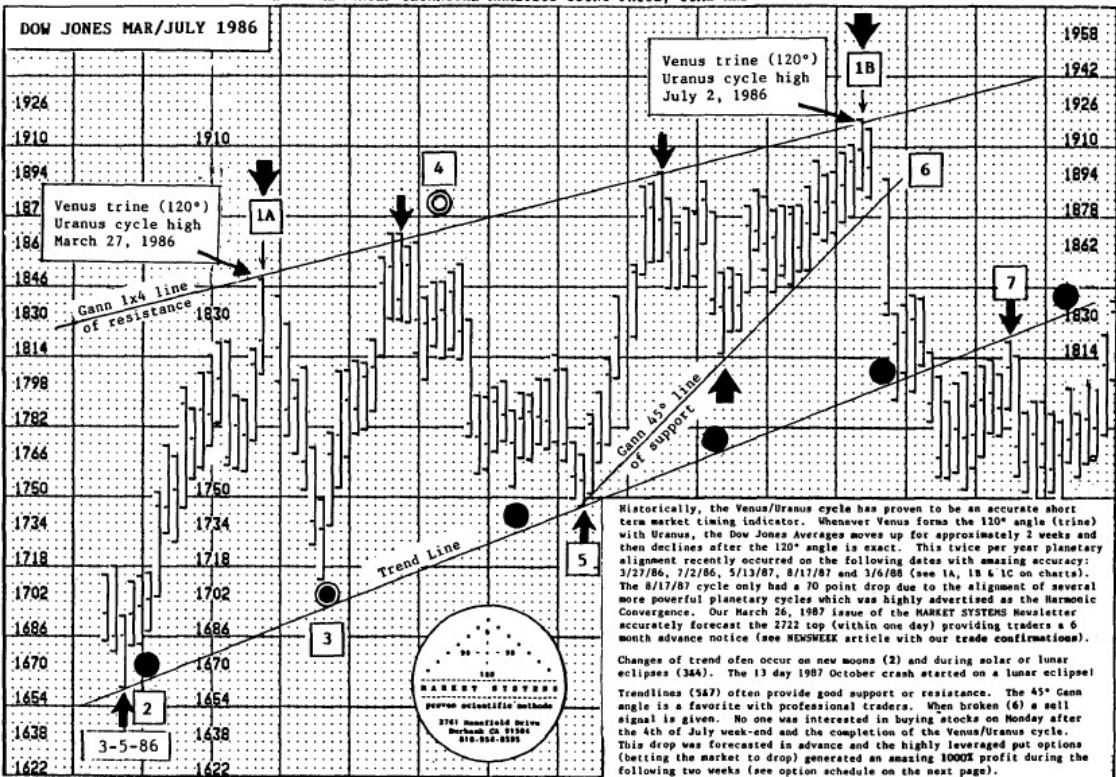 DOW JONES MAR/JULY 1986
1926
1910
1894
1846
1830
1814
1798
1782
1766
1750
1734
1718
1702
1686
1670
1654
1638
1622
1910
1830
1750
1734
1702
1670
1654
1958
1942
1926
1910
1894
1878
1862
1830
1814
Venus trine (120°)
Uranus cycle high
March 27, 1986
1A
4
Venus trine (120°)
Uranus cycle high
July 2, 1986
1B
6
7
Gann 1x4 line
of resistance
Gann 45° line
of support
Trend Line
5
3
2
3-5-86
180
90
90
MARKET SYSTEMS
proven scientific methods
2761 Mansfield Drive
Burbank CA 91504
Historically, the Venus/Uranus cycle has proven to be an accurate short
term market timing indicator. Whenever Venus forms the 120° angle (trine)
with Uranus, the Dow Jones Averages moves up for approximately 2 weeks and
then declines after the 120° angle is exact. This twice per year planetary
alignment recently occurred on the following dates with amazing accuracy:
3/27/86, 7/2/86, 5/13/87, 8/17/87 and 3/6/88 (see 1A, 1B & 1C on charts).
The 8/17/87 cycle only had a 70 point drop due to the alignment of several
more powerful planetary cycles which was highly advertised as the Harmonic
Convergence. Our March 26, 1987 issue of the MARKET SYSTEMS Newsletter
accurately forecast the 2722 top (within one day) providing traders a 6
month advance notice (see NEWSWEEK article with our trade confirmations).
Changes of trend ofen occur on new moons (2) and during solar or lunar
eclipses (3&4). The 13 day 1987 October crash started on a lunar eclipse!
Trendlines (5&7) often provide good support or resistance. The 45° Gann
angle is a favorite with professional traders. When broken (6) a sell
signal is given. No one was interested in buying stocks on Monday after
the 4th of July week-end and the completion of the Venus/Uranus cycle.
This drop was forecasted in advance and the highly leveraged put options
(betting the market to drop) generated an amazing 1000% profit during the
following two weeks (see option schedule on the next page).